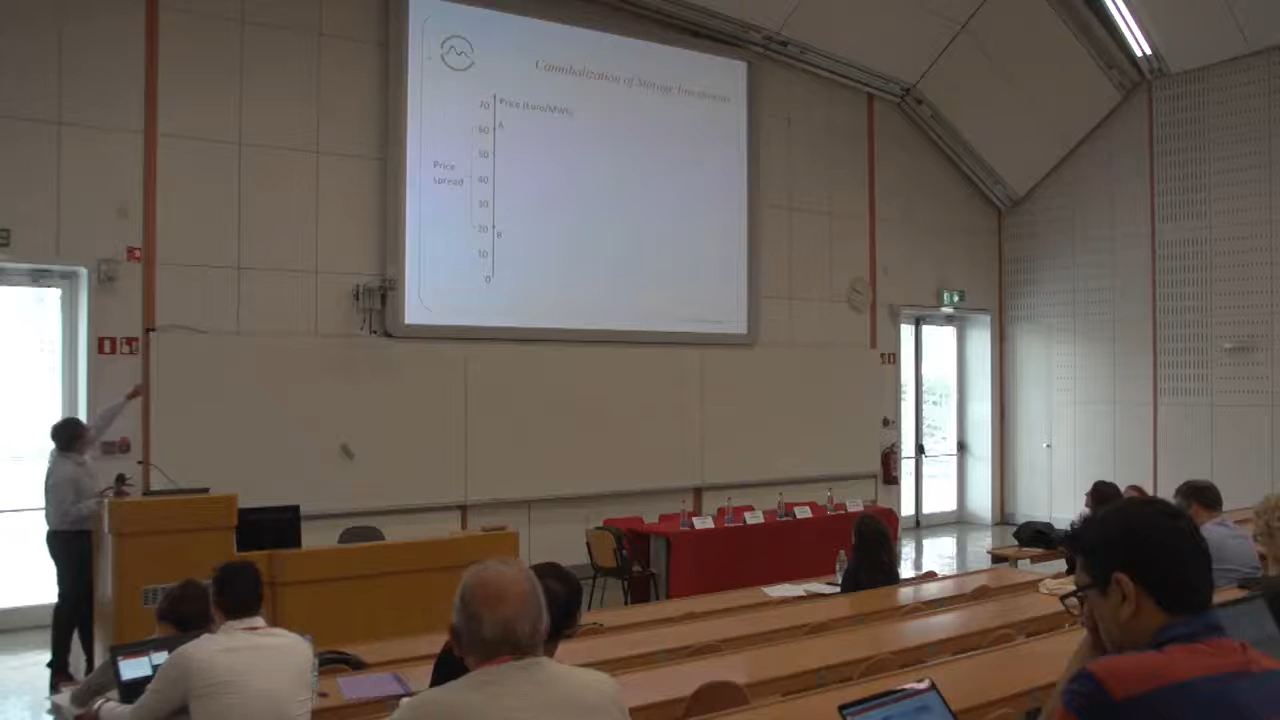 Cannibalization of Storage Investments
Price (Euro/MWh)
70
A
60
50
Price
spread
40
30
20
B
10
0